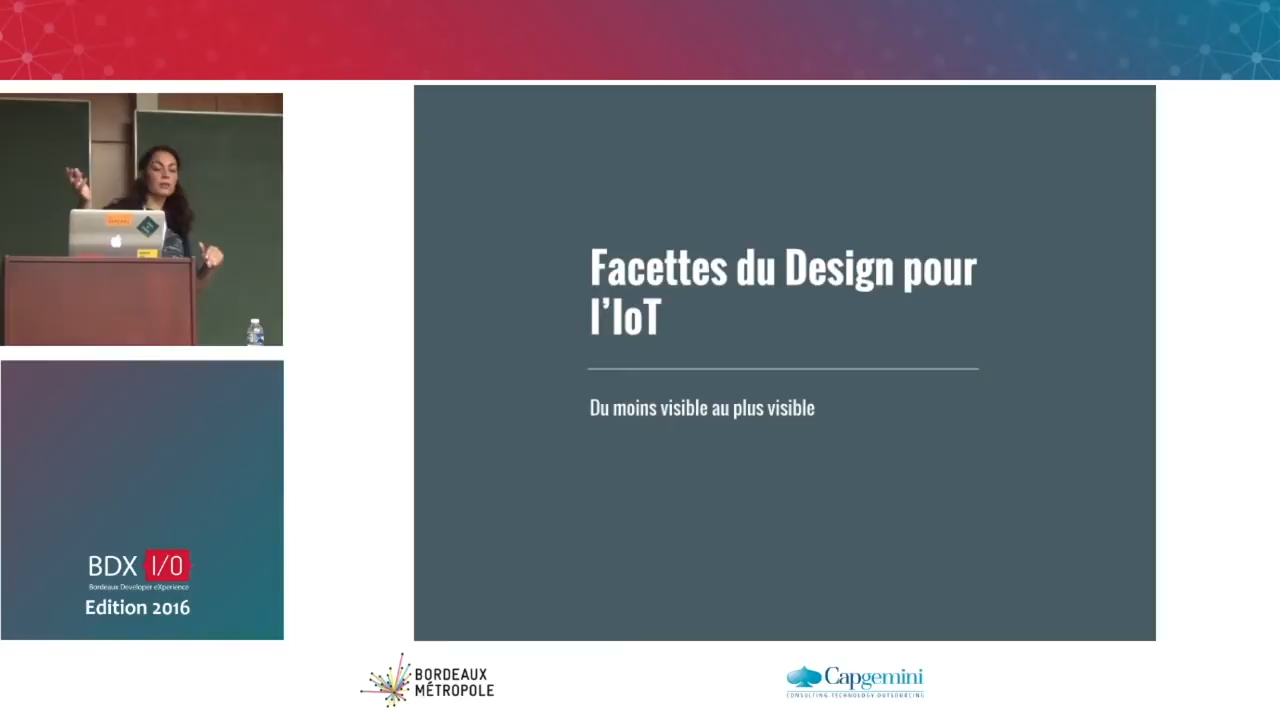 Facettes du Design pour
l’IoT
Du moins visible au plus visible
BDX I/O
Bordeaux Developer eXperience
Edition 2016
BORDEAUX
MÉTROPOLE
Capgemini
CONSULTING.TECHNOLOGY.OUTSOURCING